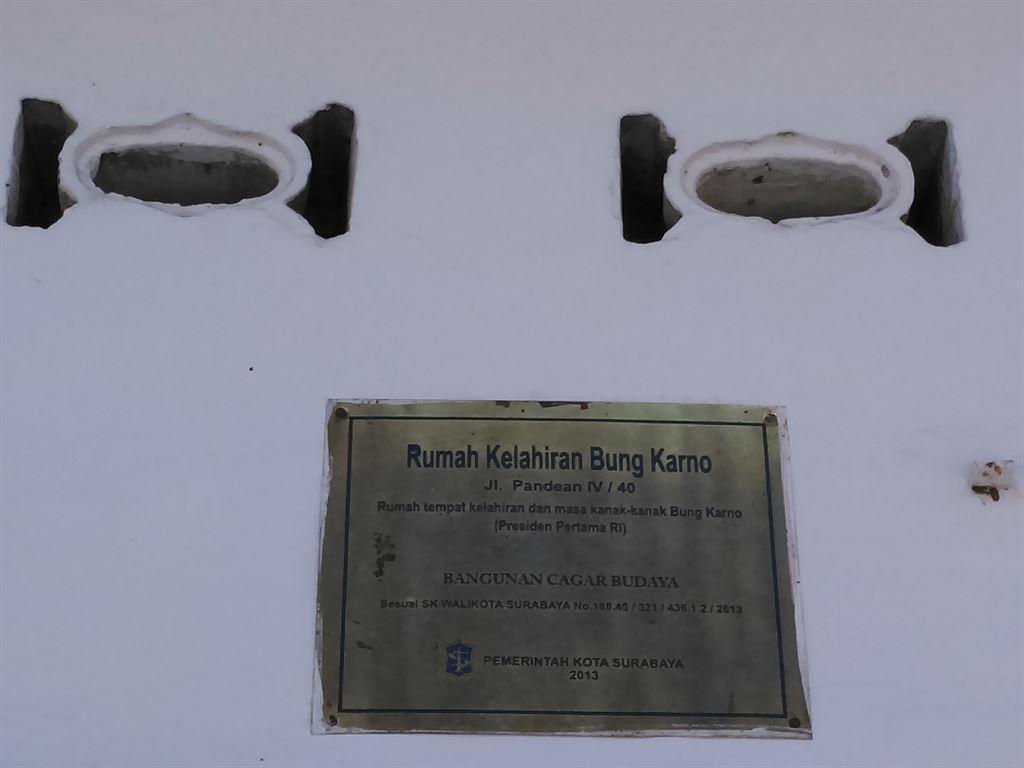 Rumah Kelahiran Bung Karno
Jl. Pandean IV / 40
Rumah tempat kelahiran dan masa kanak-kanak Bung Karno
(Presiden Pertama RI)
BANGUNAN CAGAR BUDAYA
Sesuai SK WALIKOTA SURABAYA No.188.45 / 321 / 436.1.2 / 2013
PEMERINTAH KOTA SURABAYA
2013